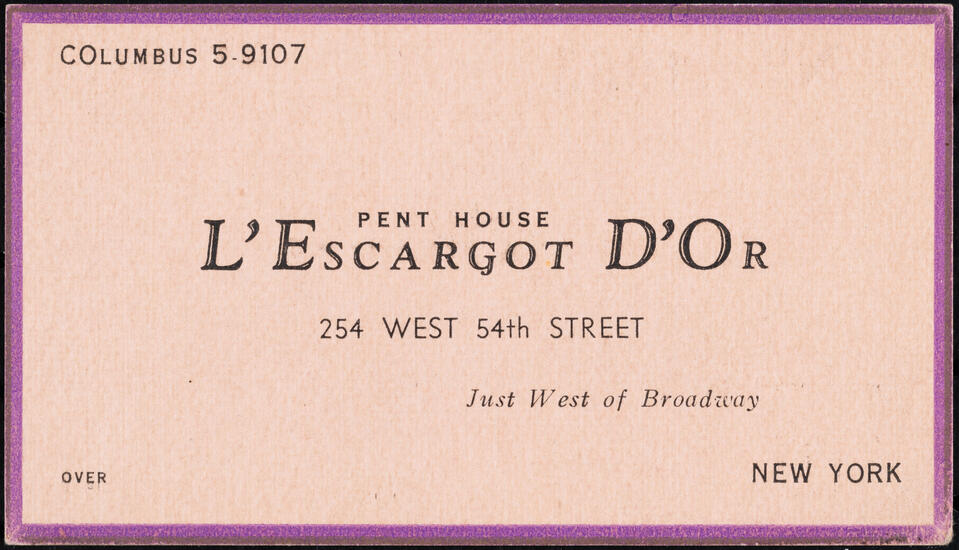 COLUMBUS 5-9107
PENT HOUSE
L'ESCARGOT D'OR
254 WEST 54th STREET
Just West of Broadway
OVER
NEW YORK